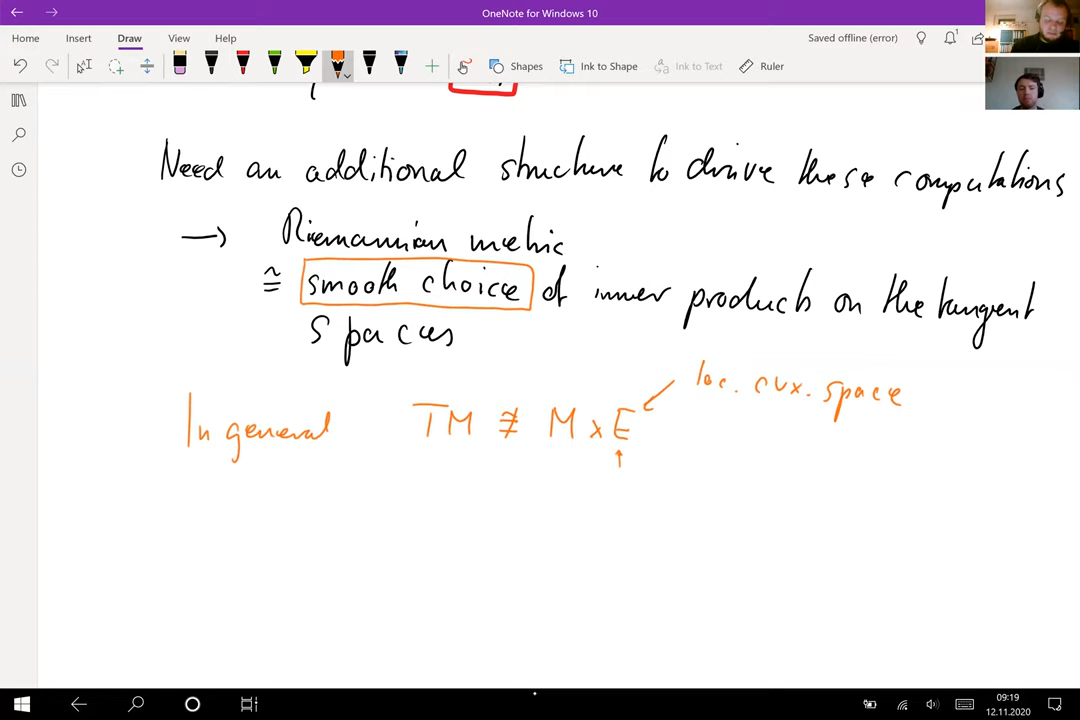 OneNote for Windows 10
Home Insert Draw View Help Saved offline (error)
Shapes Ink to Shape Ink to Text Ruler
Need an additional structure to drive these computations
→ Riemannian metric
≅ smooth choice of inner products on the tangent
spaces
loc. cvx. space
In general TM ≇ M x E
09:19
12.11.2020